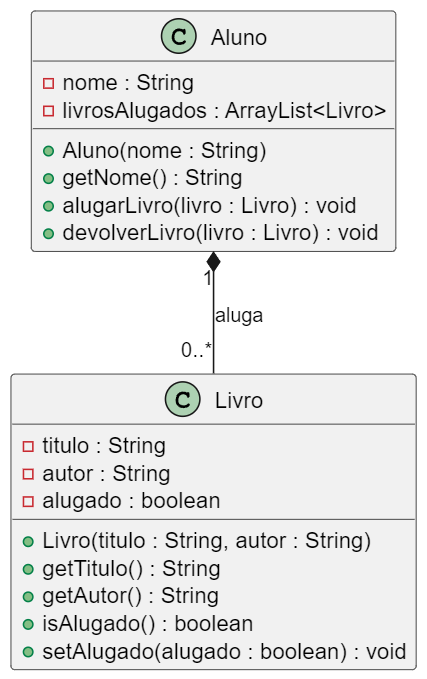 C Aluno
nome : String
livrosAlugados : ArrayList<Livro>
Aluno(nome : String)
getNome() : String
alugarLivro(livro : Livro) : void
devolverLivro(livro : Livro) : void
1
aluga
0..*
C Livro
titulo : String
autor : String
alugado : boolean
Livro(titulo : String, autor : String)
getTitulo() : String
getAutor() : String
isAlugado() : boolean
setAlugado(alugado : boolean) : void